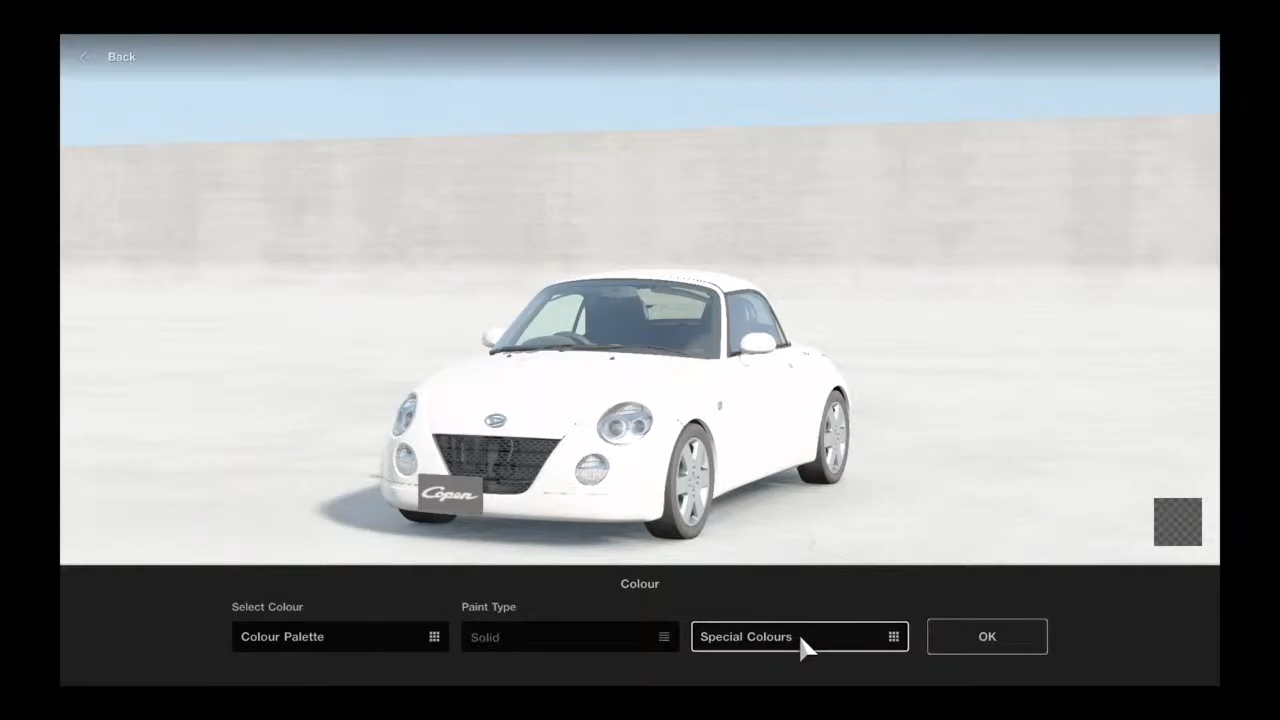 Back
Copen
Colour
Select Colour
Paint Type
Colour Palette
Solid
Special Colours
OK